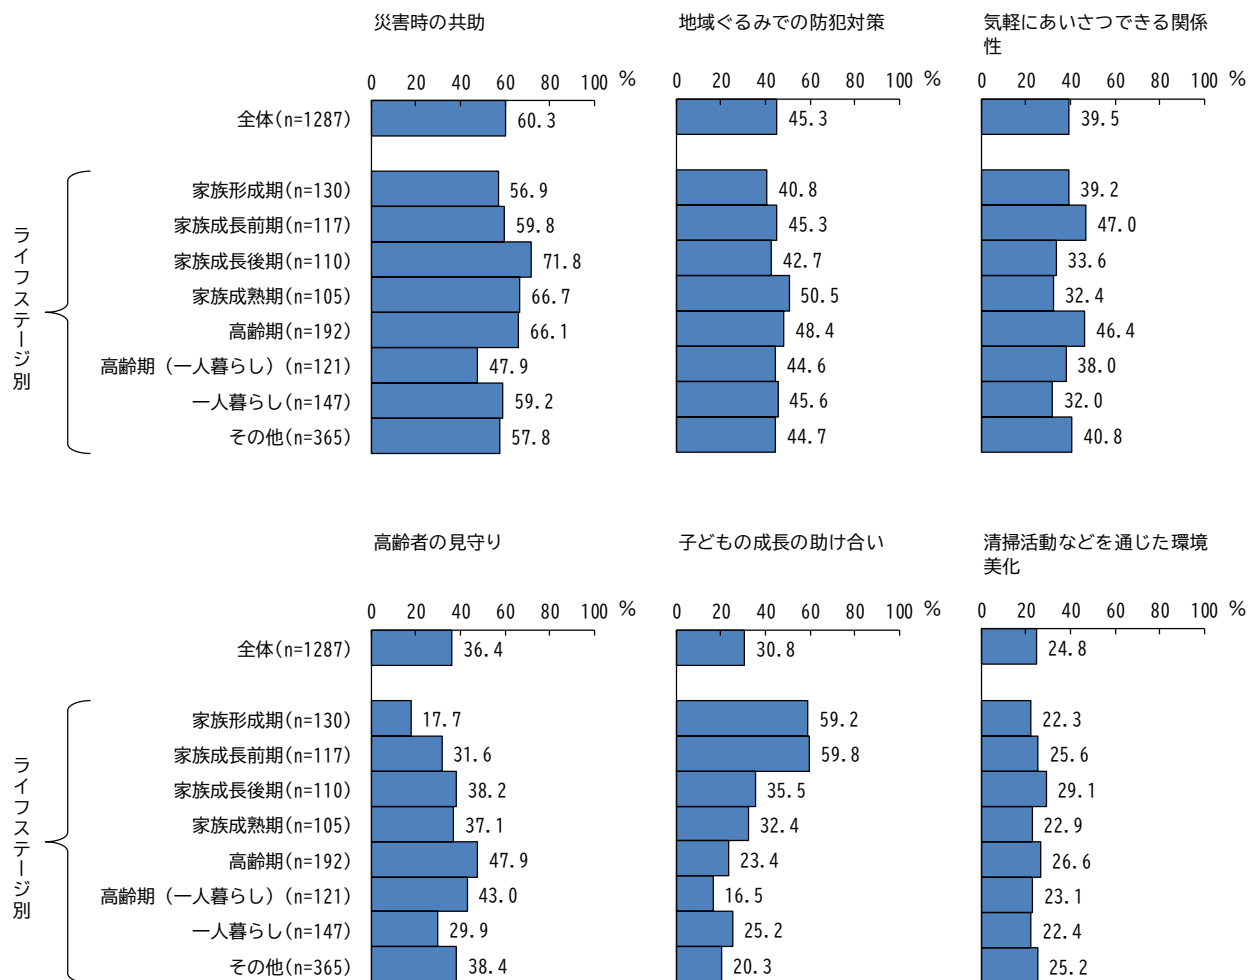 災害時の共助
地域ぐるみでの防犯対策
気軽にあいさつできる関係
性
0 20 40 60 80 100 %
0 20 40 60 80 100 %
0 20 40 60 80 100 %
全体(n=1287) 60.3 45.3 39.5
ライフステージ別
家族形成期(n=130) 56.9 40.8 39.2
家族成長前期(n=117) 59.8 45.3 47.0
家族成長後期(n=110) 71.8 42.7 33.6
家族成熟期(n=105) 66.7 50.5 32.4
高齢期(n=192) 66.1 48.4 46.4
高齢期（一人暮らし）(n=121) 47.9 44.6 38.0
一人暮らし(n=147) 59.2 45.6 32.0
その他(n=365) 57.8 44.7 40.8
高齢者の見守り
子どもの成長の助け合い
清掃活動などを通じた環境
美化
0 20 40 60 80 100 %
0 20 40 60 80 100 %
0 20 40 60 80 100 %
全体(n=1287) 36.4 30.8 24.8
ライフステージ別
家族形成期(n=130) 17.7 59.2 22.3
家族成長前期(n=117) 31.6 59.8 25.6
家族成長後期(n=110) 38.2 35.5 29.1
家族成熟期(n=105) 37.1 32.4 22.9
高齢期(n=192) 47.9 23.4 26.6
高齢期（一人暮らし）(n=121) 43.0 16.5 23.1
一人暮らし(n=147) 29.9 25.2 22.4
その他(n=365) 38.4 20.3 25.2